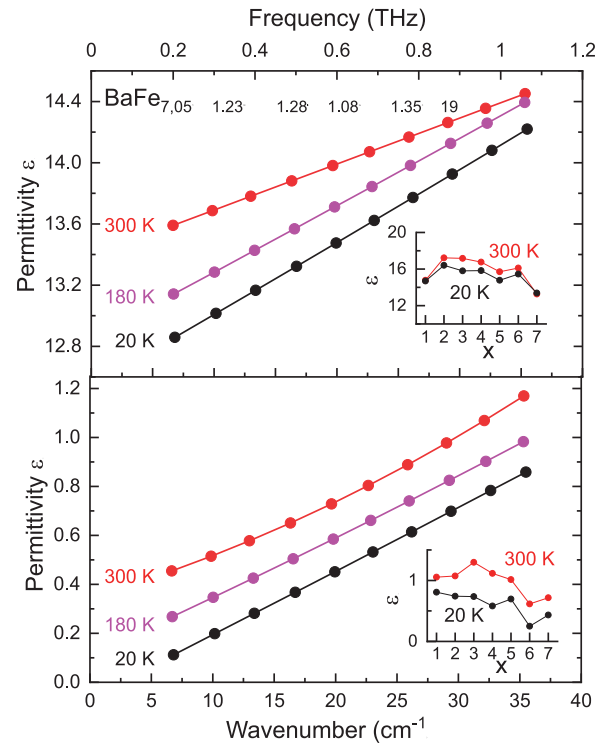 Frequency (THz)
0 0.2 0.4 0.6 0.8 1 1.2
BaFe7,05 1.23 1.28 1.08 1.35 19
Permittivity ε
14.4
14.0
13.6
13.2
12.8
300 K
180 K
20 K
ε
20
16
12
300 K
20 K
1 2 3 4 5 6 7
x
Permittivity ε
1.2
1.0
0.8
0.6
0.4
0.2
0.0
300 K
180 K
20 K
ε
1
0
300 K
20 K
1 2 3 4 5 6 7
x
0 5 10 15 20 25 30 35 40
Wavenumber (cm-1)